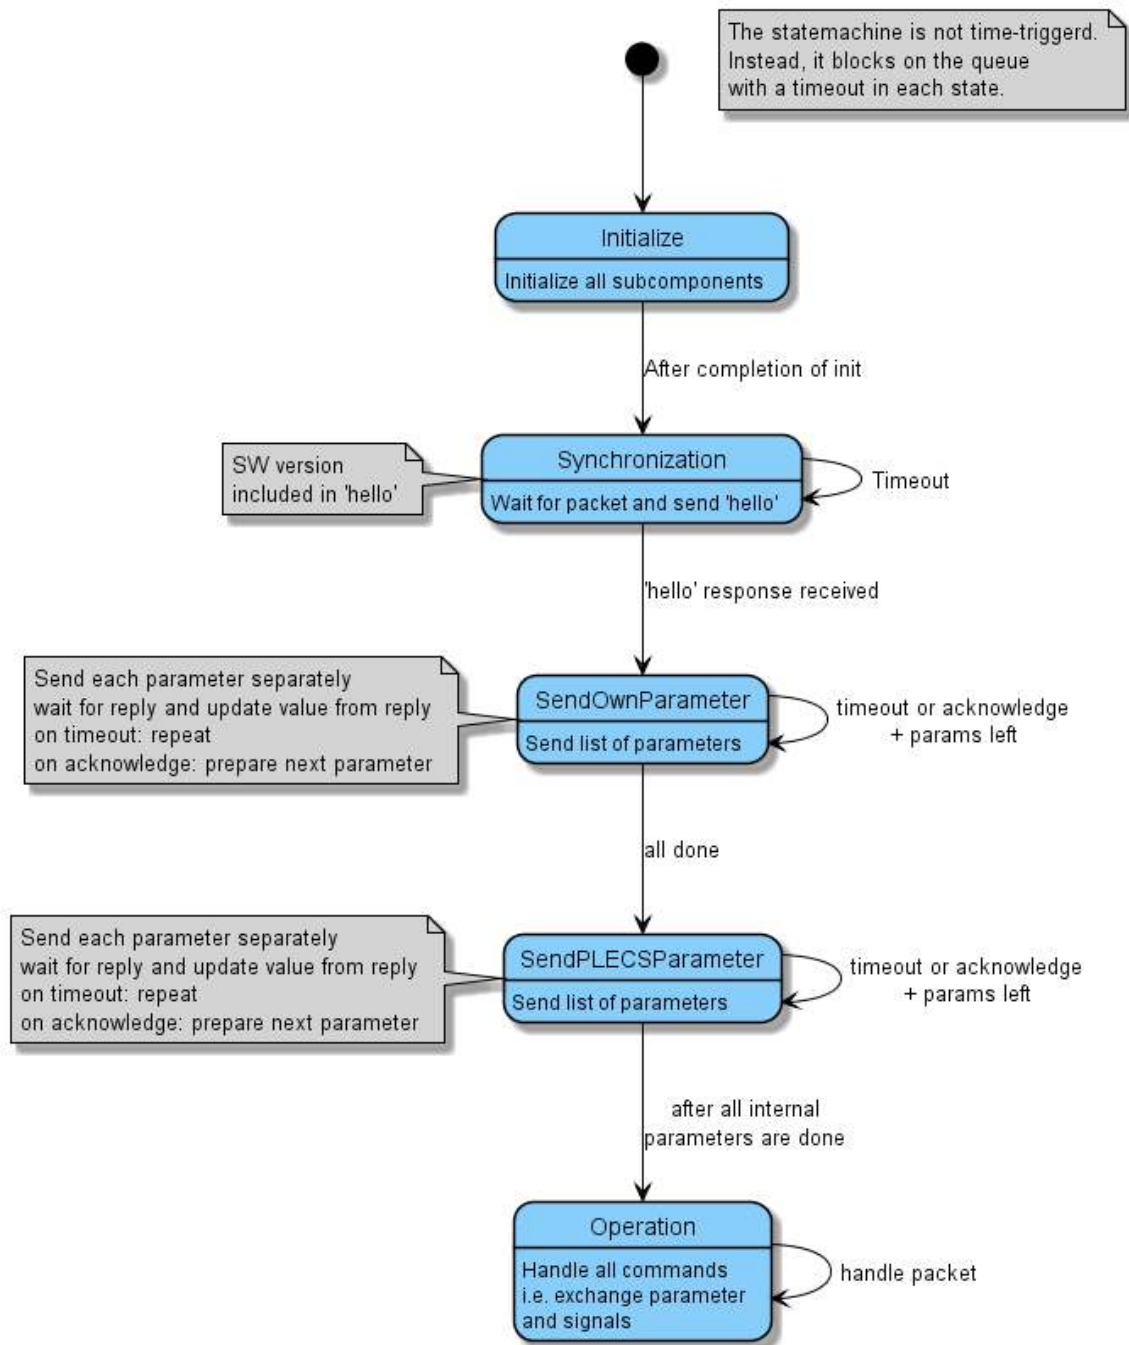 The statemachine is not time-triggerd.
Instead, it blocks on the queue
with a timeout in each state.
Initialize
Initialize all subcomponents
After completion of init
SW version
included in 'hello'
Synchronization
Wait for packet and send 'hello'
Timeout
'hello' response received
Send each parameter separately
wait for reply and update value from reply
on timeout: repeat
on acknowledge: prepare next parameter
SendOwnParameter
Send list of parameters
timeout or acknowledge
+ params left
all done
Send each parameter separately
wait for reply and update value from reply
on timeout: repeat
on acknowledge: prepare next parameter
SendPLECSParameter
Send list of parameters
timeout or acknowledge
+ params left
after all internal
parameters are done
Operation
Handle all commands
i.e. exchange parameter
and signals
handle packet